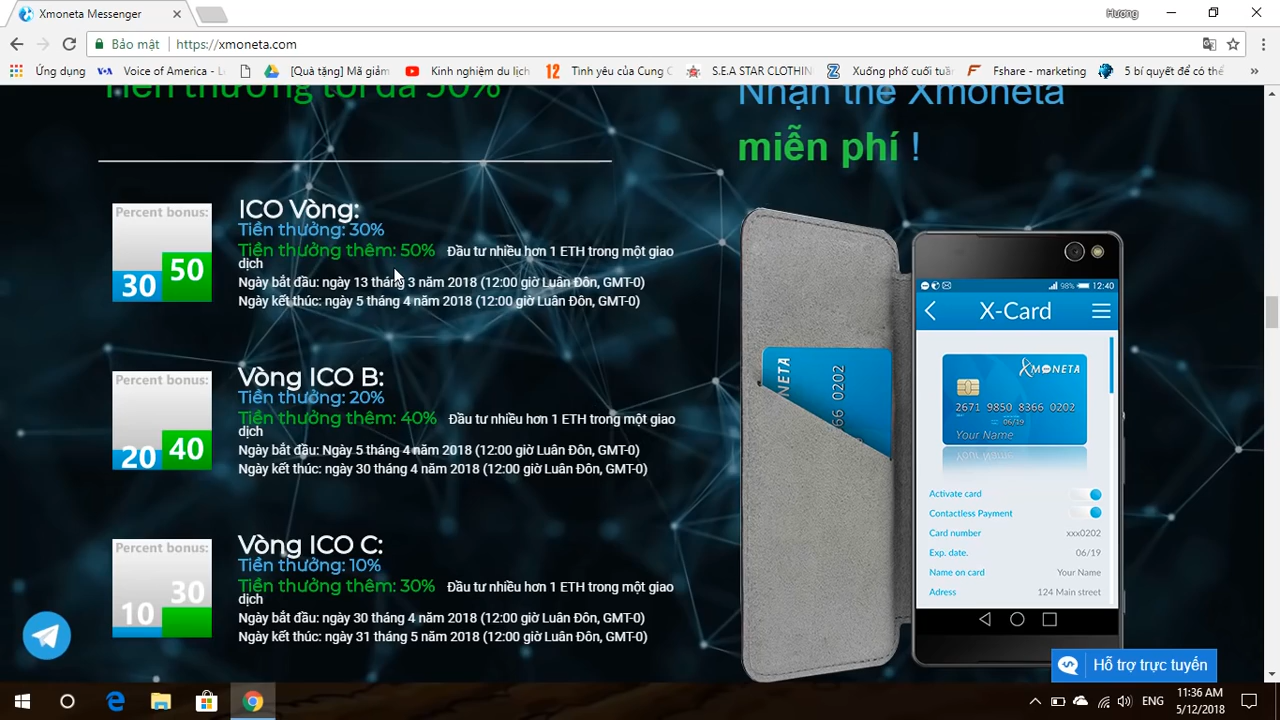 Xmoneta Messenger
Hương
Bảo mật
https://xmoneta.com
Ứng dụng
Voice of America - L
[Quà tặng] Mã giảm
Kinh nghiệm du lịch
Tình yêu của Cung C
S.E.A STAR CLOTHIN
Xuống phố cuối tuần
Fshare - marketing
5 bí quyết để có thể
»
Tiền thưởng tối đa 50%
Nhận thẻ Xmoneta
miễn phí !
Percent bonus:
30
50
ICO Vòng:
Tiền thưởng: 30%
Tiền thưởng thêm: 50% Đầu tư nhiều hơn 1 ETH trong một giao
dịch
Ngày bắt đầu: ngày 13 tháng 3 năm 2018 (12:00 giờ Luân Đôn, GMT-0)
Ngày kết thúc: ngày 5 tháng 4 năm 2018 (12:00 giờ Luân Đôn, GMT-0)
Percent bonus:
20
40
Vòng ICO B:
Tiền thưởng: 20%
Tiền thưởng thêm: 40% Đầu tư nhiều hơn 1 ETH trong một giao
dịch
Ngày bắt đầu: Ngày 5 tháng 4 năm 2018 (12:00 giờ Luân Đôn, GMT-0)
Ngày kết thúc: ngày 30 tháng 4 năm 2018 (12:00 giờ Luân Đôn, GMT-0)
Percent bonus:
10
30
Vòng ICO C:
Tiền thưởng: 10%
Tiền thưởng thêm: 30% Đầu tư nhiều hơn 1 ETH trong một giao
dịch
Ngày bắt đầu: ngày 30 tháng 4 năm 2018 (12:00 giờ Luân Đôn, GMT-0)
Ngày kết thúc: ngày 31 tháng 5 năm 2018 (12:00 giờ Luân Đôn, GMT-0)
NETA
66 0202
98% 12:40
X-Card
XMONETA
2671 9850 8366 0202
06/19
Your Name
Activate card
Contactless Payment
Card number xxx0202
Exp. date. 06/19
Name on card Your Name
Adress 124 Main street
Hỗ trợ trực tuyến
ENG
11:36 AM
5/12/2018